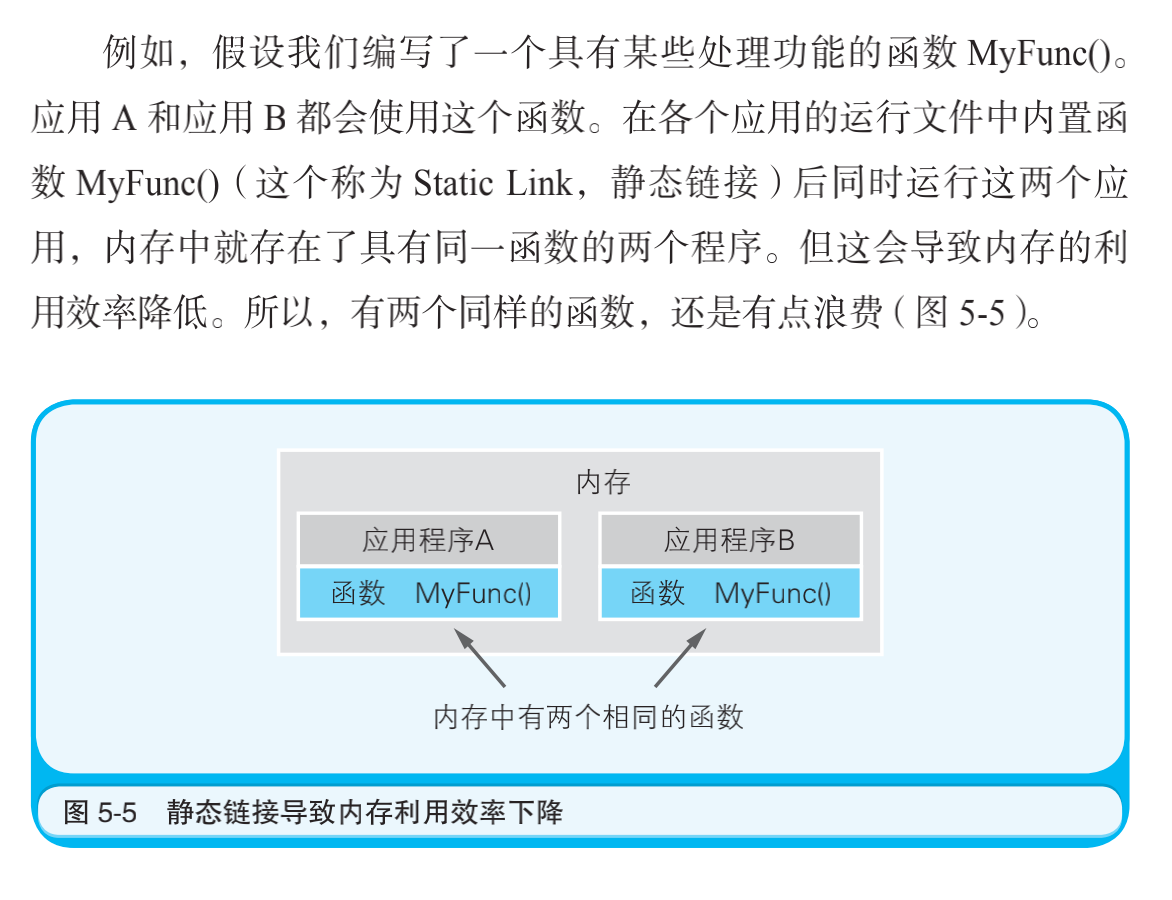 例如，假设我们编写了一个具有某些处理功能的函数 MyFunc()。
应用 A 和应用 B 都会使用这个函数。在各个应用的运行文件中内置函
数 MyFunc()（这个称为 Static Link，静态链接）后同时运行这两个应
用，内存中就存在了具有同一函数的两个程序。但这会导致内存的利
用效率降低。所以，有两个同样的函数，还是有点浪费（图 5-5）。
内存
应用程序A
应用程序B
函数 MyFunc()
函数 MyFunc()
内存中有两个相同的函数
图 5-5 静态链接导致内存利用效率下降